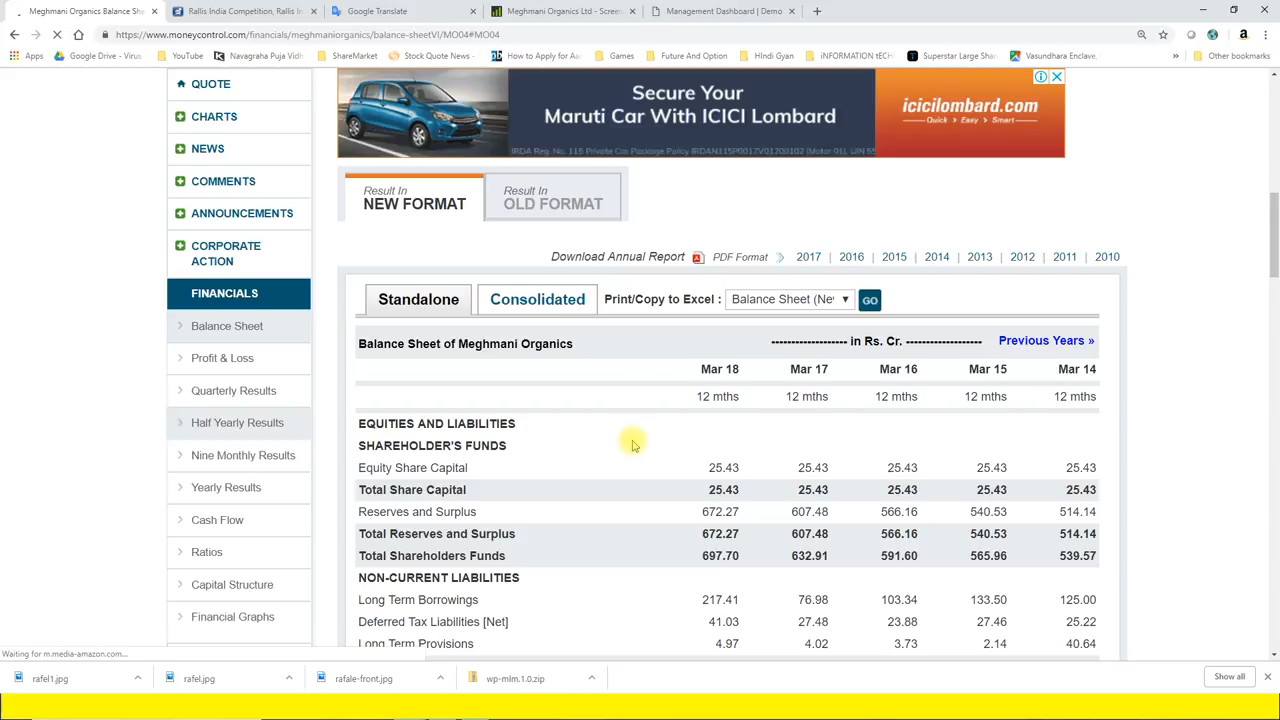 Meghmani Organics Balance She
Rallis India Competition, Rallis In
Google Translate
Meghmani Organics Ltd - Screen
Management Dashboard | Demo
https://www.moneycontrol.com/financials/meghmaniorganics/balance-sheetVI/MO04#MO04
Apps
Google Drive - Virus
YouTube
Navagraha Puja Vidh
ShareMarket
Stock Quote News -
How to Apply for Aad
Games
Future And Option
HIndi Gyan
iNFORMATION tECH
Superstar Large Shar
Vasundhara Enclave,
Other bookmarks
QUOTE
CHARTS
NEWS
COMMENTS
ANNOUNCEMENTS
CORPORATE
ACTION
FINANCIALS
Balance Sheet
Profit & Loss
Quarterly Results
Half Yearly Results
Nine Monthly Results
Yearly Results
Cash Flow
Ratios
Capital Structure
Financial Graphs
Secure Your
Maruti Car With ICICI Lombard
icicilombard.com
Quick > Easy > Smart
Result In
NEW FORMAT
Result In
OLD FORMAT
Download Annual Report PDF Format 2017 | 2016 | 2015 | 2014 | 2013 | 2012 | 2011 | 2010
Standalone Consolidated Print/Copy to Excel : Balance Sheet (Nev GO
Balance Sheet of Meghmani Organics ------------------- in Rs. Cr. ------------------- Previous Years »
Mar 18 Mar 17 Mar 16 Mar 15 Mar 14
12 mths 12 mths 12 mths 12 mths 12 mths
EQUITIES AND LIABILITIES
SHAREHOLDER'S FUNDS
Equity Share Capital 25.43 25.43 25.43 25.43 25.43
Total Share Capital 25.43 25.43 25.43 25.43 25.43
Reserves and Surplus 672.27 607.48 566.16 540.53 514.14
Total Reserves and Surplus 672.27 607.48 566.16 540.53 514.14
Total Shareholders Funds 697.70 632.91 591.60 565.96 539.57
NON-CURRENT LIABILITIES
Long Term Borrowings 217.41 76.98 103.34 133.50 125.00
Deferred Tax Liabilities [Net] 41.03 27.48 23.88 27.46 25.22
Long Term Provisions 4.97 4.02 3.73 2.14 40.64
Waiting for m.media-amazon.com...
rafel1.jpg
rafel.jpg
rafale-front.jpg
wp-mlm.1.0.zip
Show all